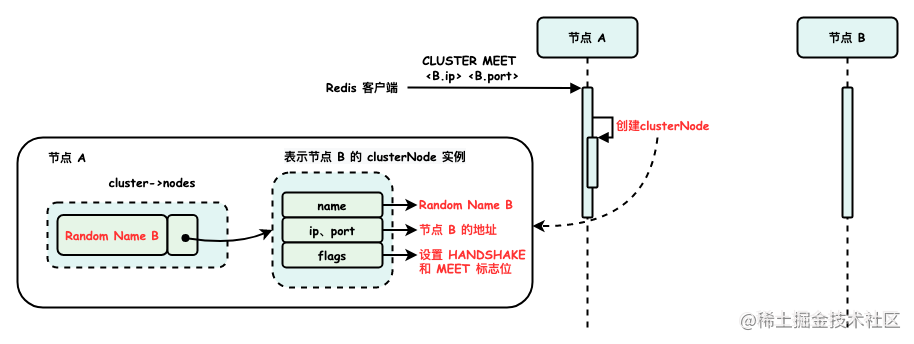 节点 A
节点 B
CLUSTER MEET
<B.ip> <B.port>
Redis 客户端
创建clusterNode
节点 A
表示节点 B 的 clusterNode 实例
cluster->nodes
name
Random Name B
Random Name B
ip、port
节点 B 的地址
flags
设置 HANDSHAKE
和 MEET 标志位
@稀土掘金技术社区